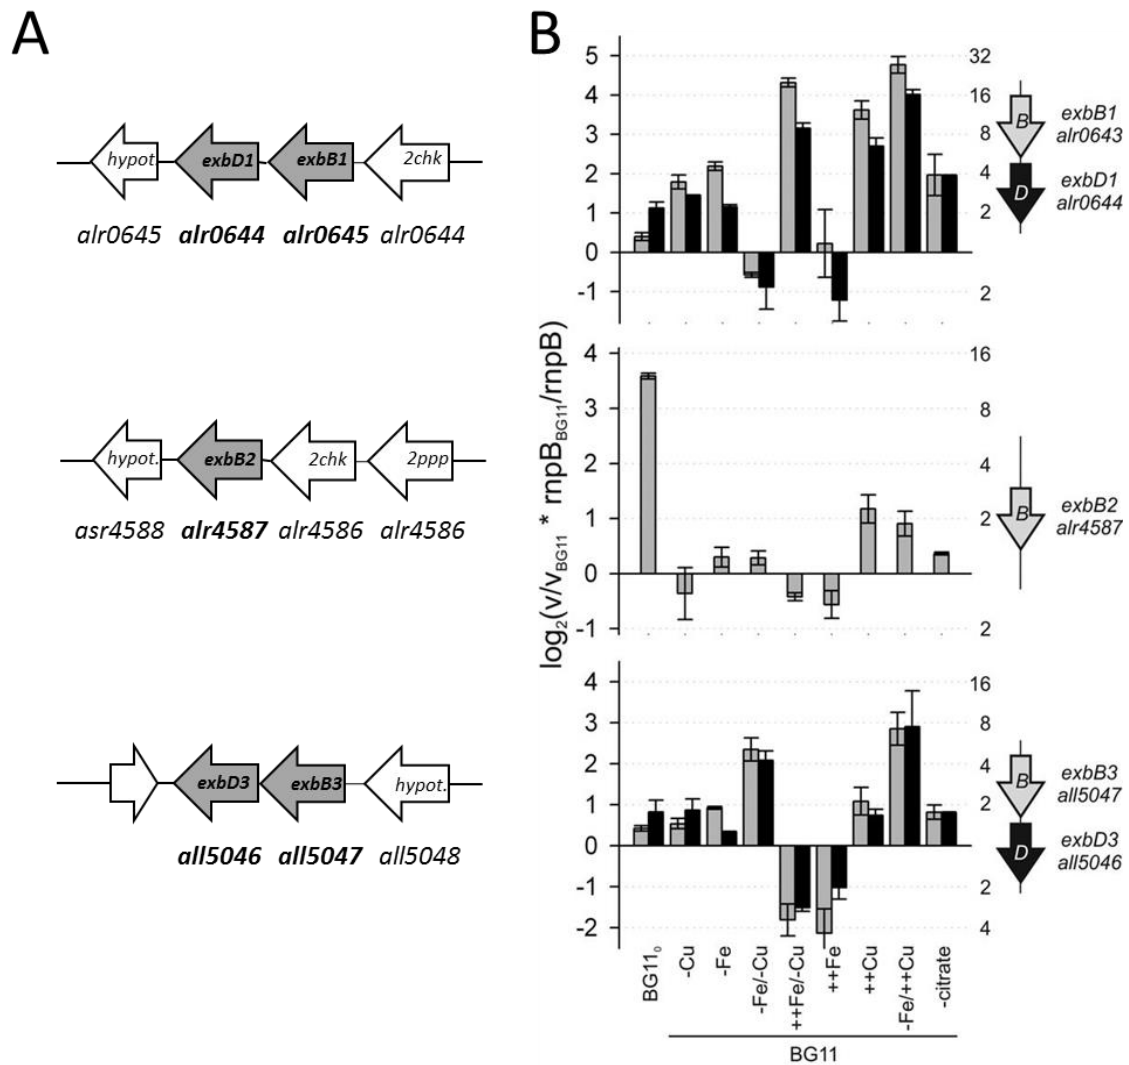 A
hypot. exbD1 exbB1 2chk
alr0645 alr0644 alr0645 alr0644
hypot. exbB2 2chk 2ppp
asr4588 alr4587 alr4586 alr4586
exbD3 exbB3 hypot.
all5046 all5047 all5048
B
log2(v/vBG11 * rnpBBG11/rnpB)
5
4
3
2
1
0
-1
32
16
8
4
2
2
B
D
exbB1
alr0643
exbD1
alr0644
4
3
2
1
0
-1
16
8
4
2
2
B
exbB2
alr4587
4
3
2
1
0
-1
-2
16
8
4
2
2
4
B
D
exbB3
all5047
exbD3
all5046
BG110
-Cu
-Fe
-Fe/-Cu
++Fe/-Cu
++Fe
++Cu
-Fe/++Cu
-citrate
BG11